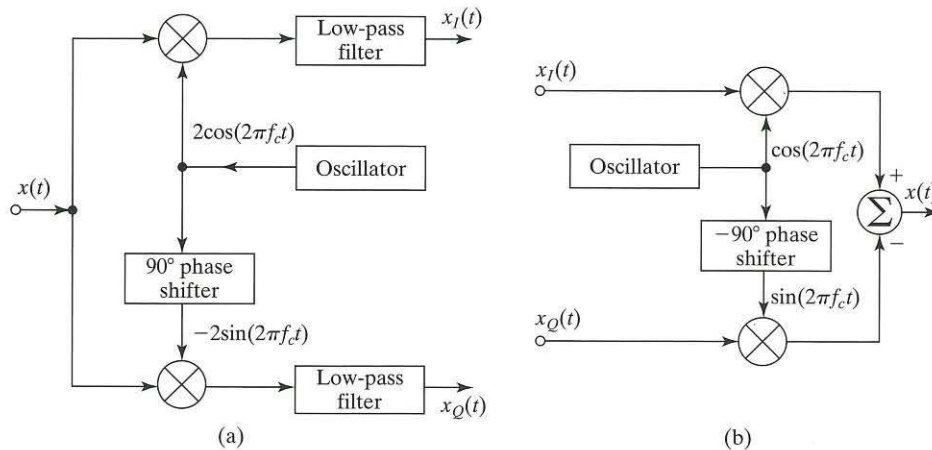 x_I(t)
Low-pass
filter
2cos(2πf_ct)
Oscillator
x(t)
90° phase
shifter
−2sin(2πf_ct)
Low-pass
filter
x_Q(t)
(a)
x_I(t)
cos(2πf_ct)
Oscillator
+
x(t)
Σ
−
−90° phase
shifter
sin(2πf_ct)
x_Q(t)
(b)